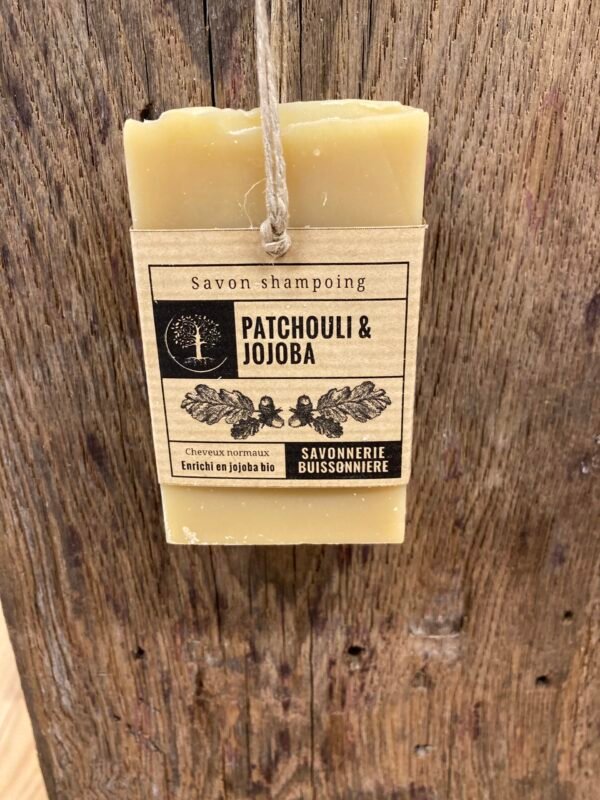 Savon shampoing
PATCHOULI &
JOJOBA
Cheveux normaux
Enrichi en jojoba bio
SAVONNERIE
BUISSONNIERE